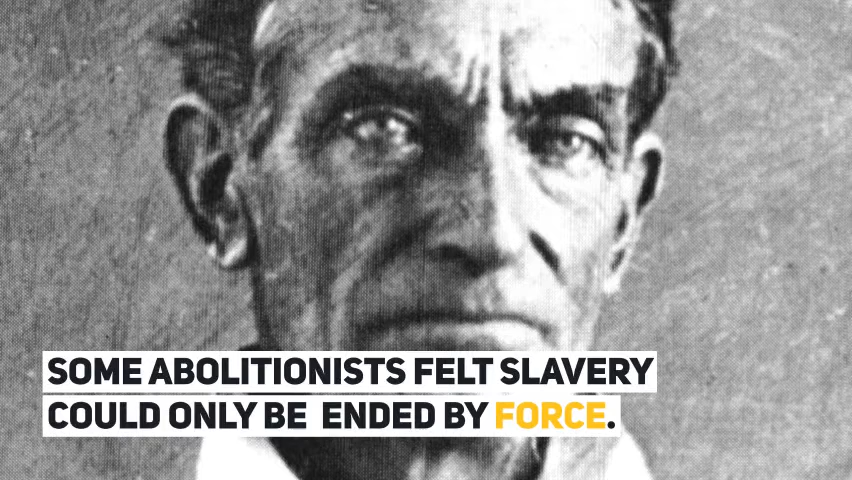 SOME ABOLITIONISTS FELT SLAVERY
COULD ONLY BE ENDED BY FORCE.